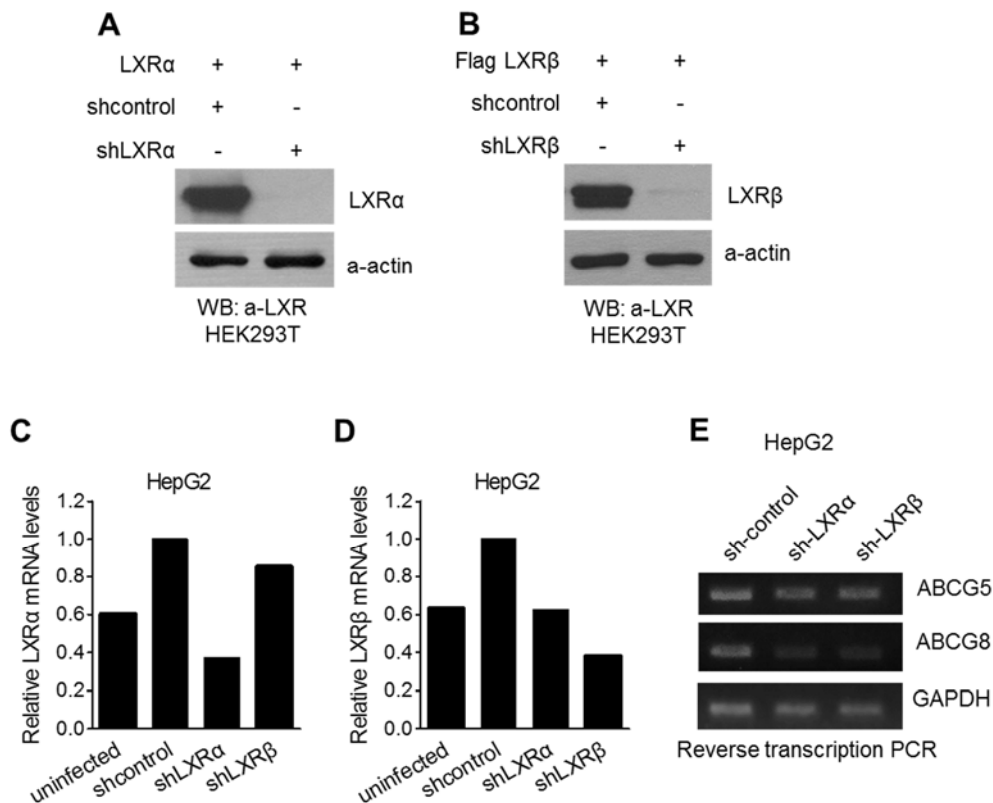 A
LXRα + +
shcontrol + -
shLXRα - +
LXRα
a-actin
WB: a-LXR
HEK293T
B
Flag LXRβ + +
shcontrol + -
shLXRβ - +
LXRβ
a-actin
WB: a-LXR
HEK293T
C
HepG2
Relative LXRα mRNA levels
1.2
1.0
0.8
0.6
0.4
0.2
0.0
uninfected
shcontrol
shLXRα
shLXRβ
D
HepG2
Relative LXRβ mRNA levels
1.2
1.0
0.8
0.6
0.4
0.2
0.0
uninfected
shcontrol
shLXRα
shLXRβ
E
HepG2
sh-control
sh-LXRα
sh-LXRβ
ABCG5
ABCG8
GAPDH
Reverse transcription PCR